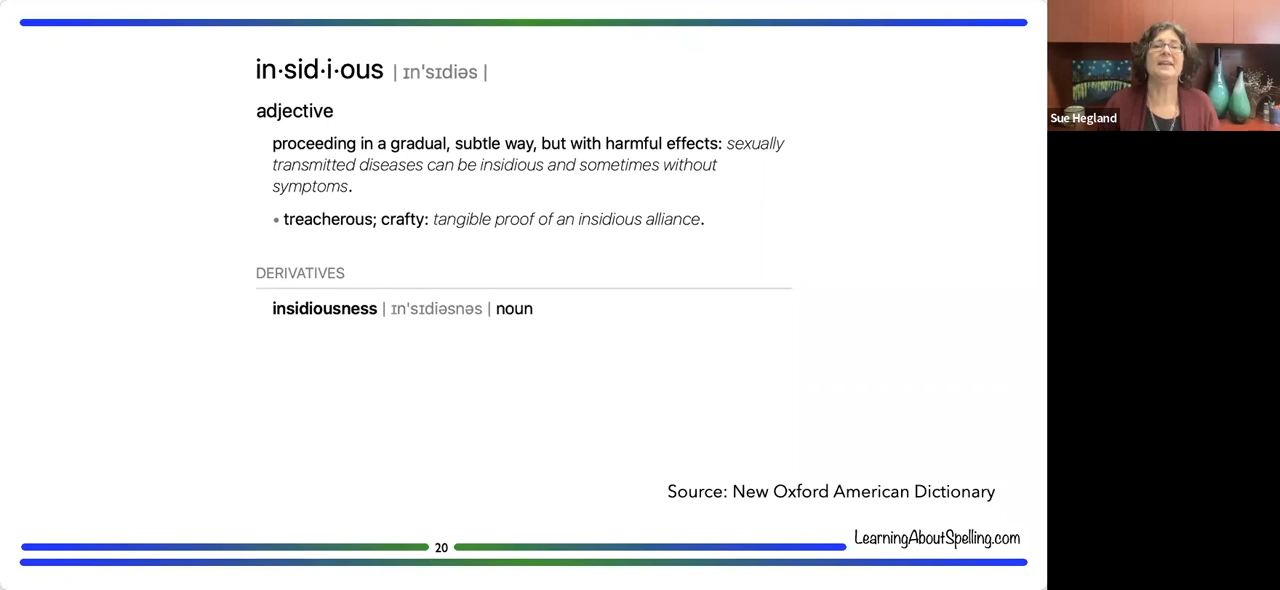 in·sid·i·ous | ɪnˈsɪdiəs |
adjective
proceeding in a gradual, subtle way, but with harmful effects: sexually
transmitted diseases can be insidious and sometimes without
symptoms.
• treacherous; crafty: tangible proof of an insidious alliance.
DERIVATIVES
insidiousness | ɪnˈsɪdiəsnəs | noun
Source: New Oxford American Dictionary
LearningAboutSpelling.com
20
Sue Hegland